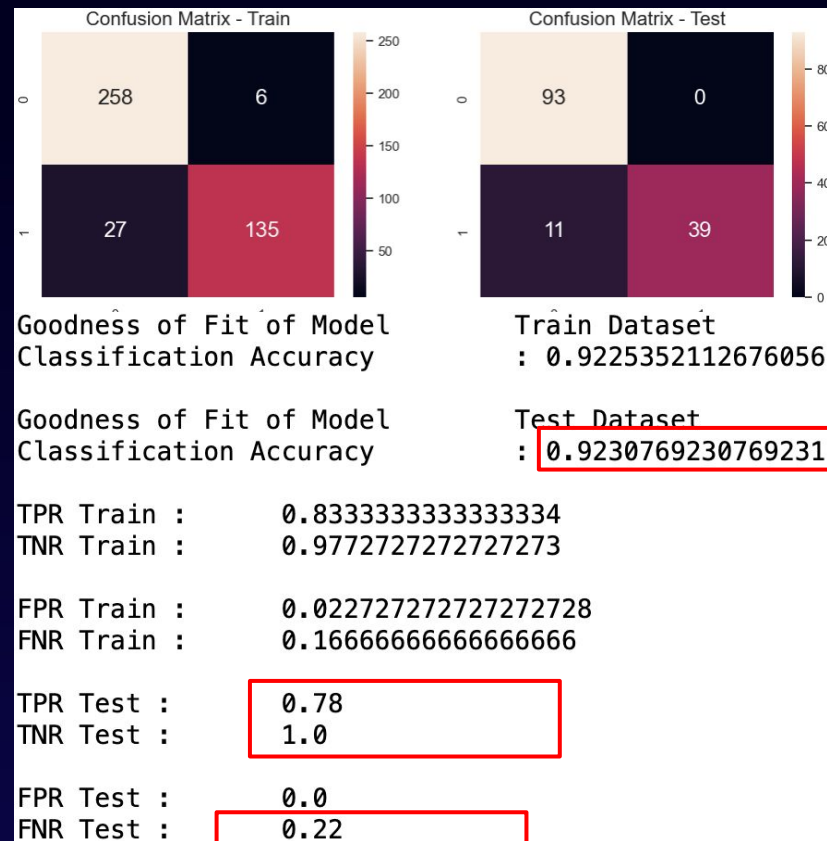 Confusion Matrix - Train
Confusion Matrix - Test
0
258
6
250
200
150
100
50
1
27
135
0
93
0
80
60
40
20
0
1
11
39
Goodness of Fit of Model Train Dataset
Classification Accuracy : 0.9225352112676056
Goodness of Fit of Model Test Dataset
Classification Accuracy : 0.9230769230769231
TPR Train : 0.8333333333333334
TNR Train : 0.9772727272727273
FPR Train : 0.022727272727272728
FNR Train : 0.16666666666666666
TPR Test : 0.78
TNR Test : 1.0
FPR Test : 0.0
FNR Test : 0.22